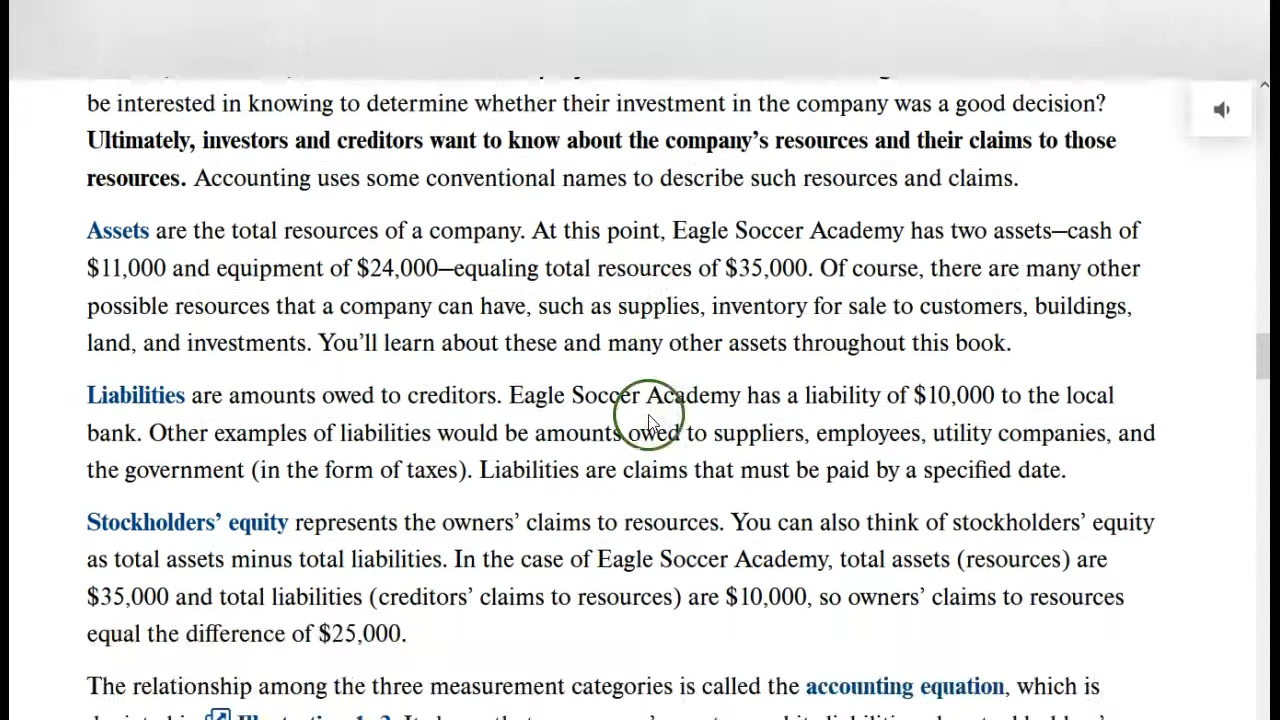 be interested in knowing to determine whether their investment in the company was a good decision?
Ultimately, investors and creditors want to know about the company’s resources and their claims to those
resources. Accounting uses some conventional names to describe such resources and claims.
Assets are the total resources of a company. At this point, Eagle Soccer Academy has two assets—cash of
$11,000 and equipment of $24,000—equaling total resources of $35,000. Of course, there are many other
possible resources that a company can have, such as supplies, inventory for sale to customers, buildings,
land, and investments. You’ll learn about these and many other assets throughout this book.
Liabilities are amounts owed to creditors. Eagle Soccer Academy has a liability of $10,000 to the local
bank. Other examples of liabilities would be amounts owed to suppliers, employees, utility companies, and
the government (in the form of taxes). Liabilities are claims that must be paid by a specified date.
Stockholders’ equity represents the owners’ claims to resources. You can also think of stockholders’ equity
as total assets minus total liabilities. In the case of Eagle Soccer Academy, total assets (resources) are
$35,000 and total liabilities (creditors’ claims to resources) are $10,000, so owners’ claims to resources
equal the difference of $25,000.
The relationship among the three measurement categories is called the accounting equation, which is